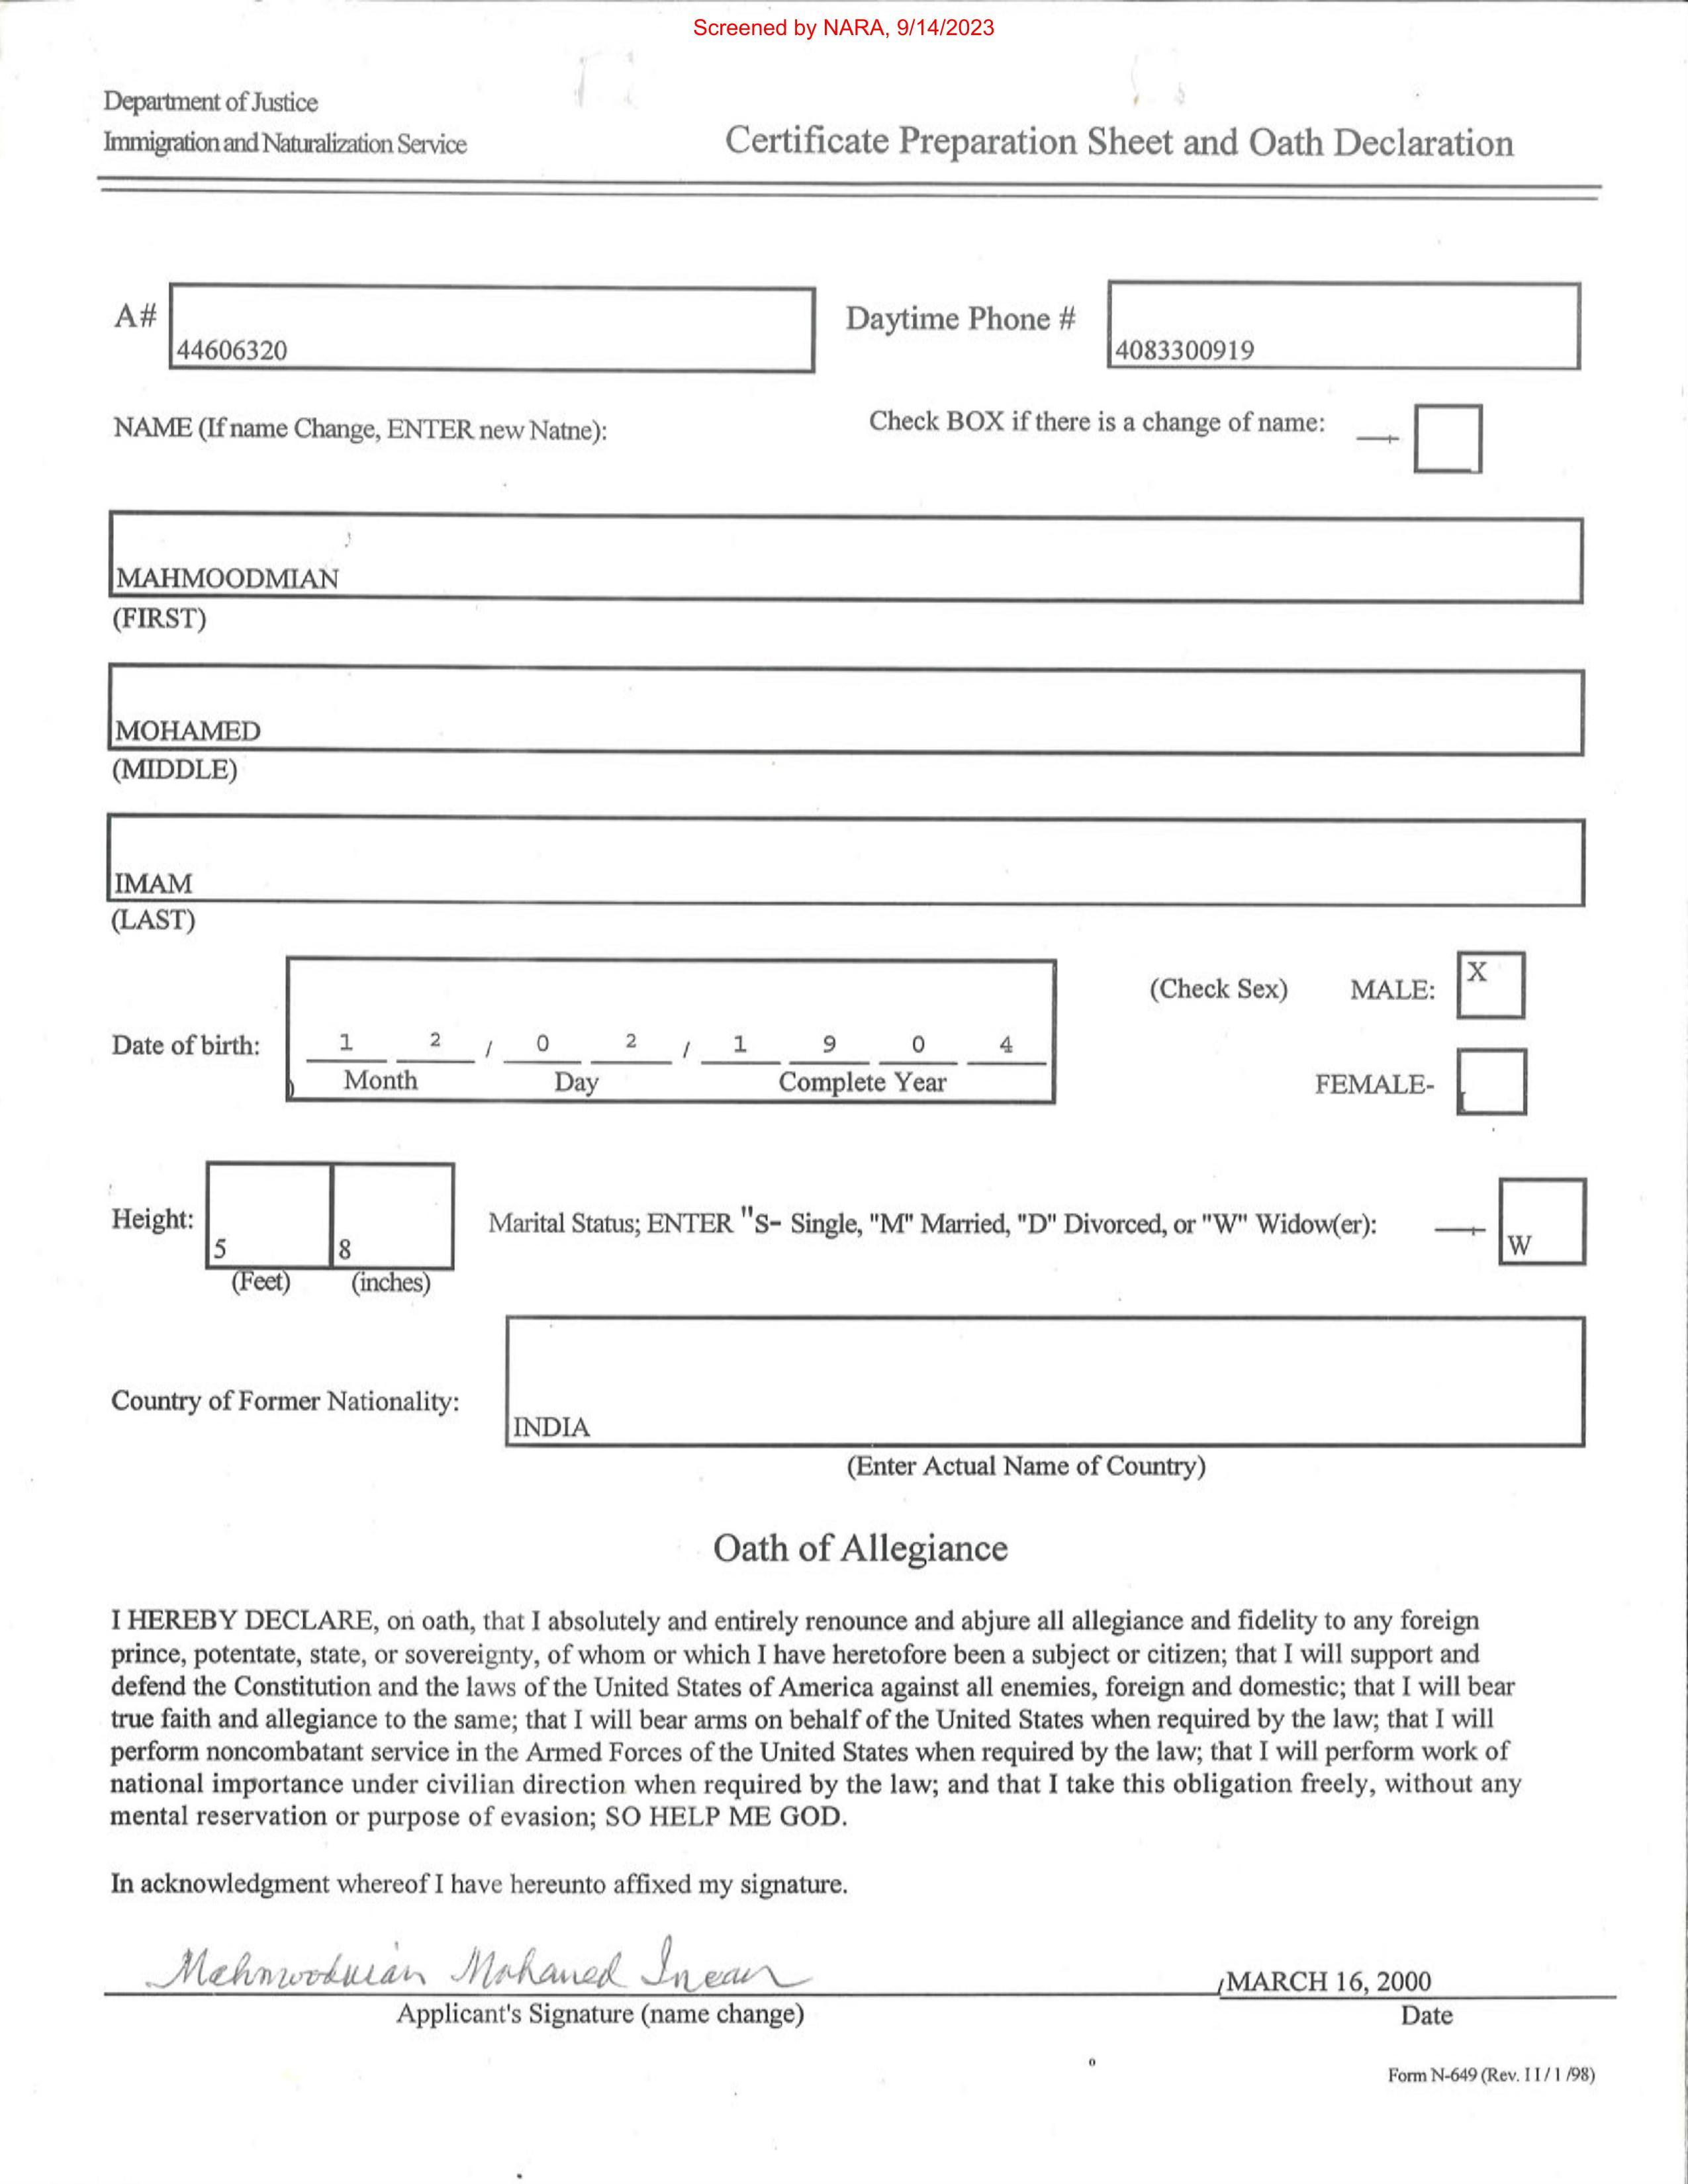 Screened by NARA, 9/14/2023
Department of Justice
Immigration and Naturalization Service
Certificate Preparation Sheet and Oath Declaration
A#
44606320
Daytime Phone #
4083300919
NAME (If name Change, ENTER new Natne):
Check BOX if there is a change of name:
MAHMOODMIAN
(FIRST)
MOHAMED
(MIDDLE)
IMAM
(LAST)
Date of birth:
1 2 / 0 2 / 1 9 0 4
Month Day Complete Year
(Check Sex) MALE: X
FEMALE-
Height:
5 8
(Feet) (inches)
Marital Status; ENTER "S- Single, "M" Married, "D" Divorced, or "W" Widow(er):
W
Country of Former Nationality:
INDIA
(Enter Actual Name of Country)
Oath of Allegiance
I HEREBY DECLARE, on oath, that I absolutely and entirely renounce and abjure all allegiance and fidelity to any foreign
prince, potentate, state, or sovereignty, of whom or which I have heretofore been a subject or citizen; that I will support and
defend the Constitution and the laws of the United States of America against all enemies, foreign and domestic; that I will bear
true faith and allegiance to the same; that I will bear arms on behalf of the United States when required by the law; that I will
perform noncombatant service in the Armed Forces of the United States when required by the law; that I will perform work of
national importance under civilian direction when required by the law; and that I take this obligation freely, without any
mental reservation or purpose of evasion; SO HELP ME GOD.
In acknowledgment whereof I have hereunto affixed my signature.
Mahmoodmian Mohamed Imam
MARCH 16, 2000
Applicant's Signature (name change)
Date
Form N-649 (Rev. I I / 1 /98)